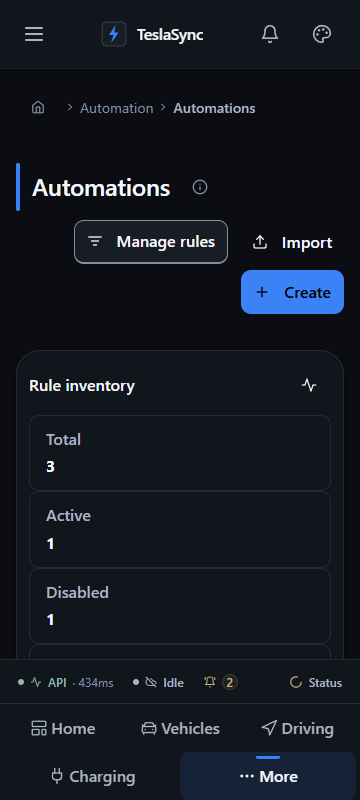 TeslaSync
Automation Automations
Automations
Manage rules Import
Create
Rule inventory
Total
3
Active
1
Disabled
1
API · 434ms Idle 2 Status
Home Vehicles Driving
Charging More